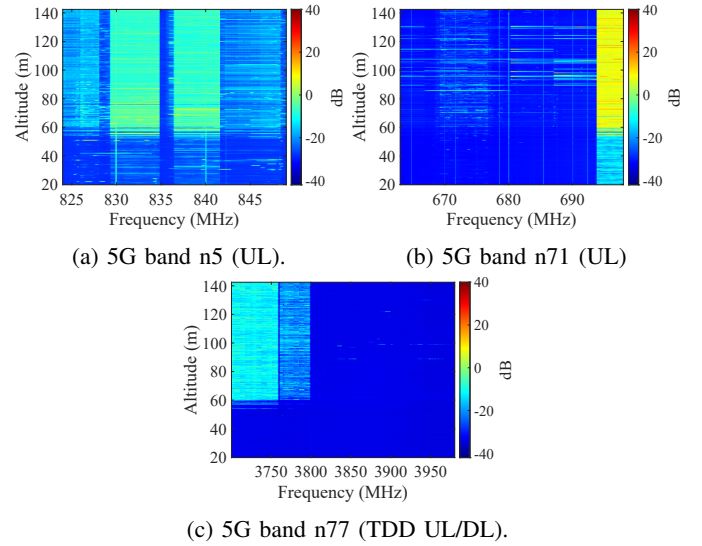 140
120
100
80
60
40
20
Altitude (m)
825 830 835 840 845
Frequency (MHz)
40
20
0
-20
-40
dB
(a) 5G band n5 (UL).
140
120
100
80
60
40
20
Altitude (m)
670 680 690
Frequency (MHz)
40
20
0
-20
-40
dB
(b) 5G band n71 (UL)
140
120
100
80
60
40
20
Altitude (m)
3750 3800 3850 3900 3950
Frequency (MHz)
40
20
0
-20
-40
dB
(c) 5G band n77 (TDD UL/DL).